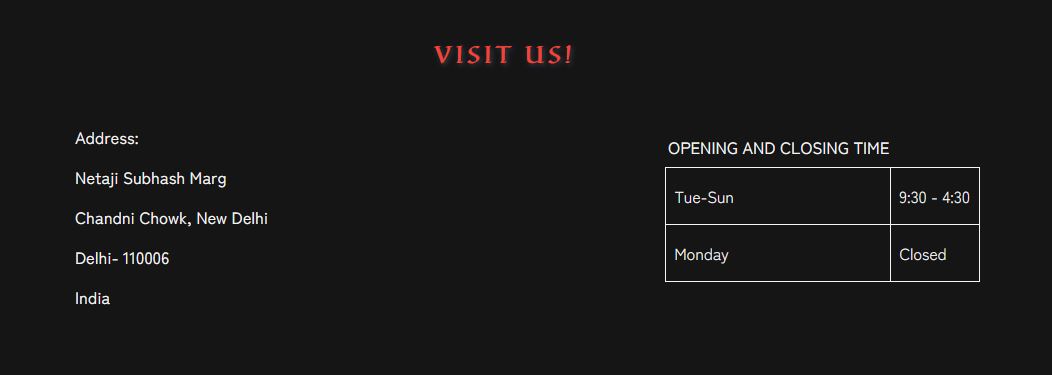 VISIT US!
Address:
Netaji Subhash Marg
Chandni Chowk, New Delhi
Delhi- 110006
India
OPENING AND CLOSING TIME
Tue-Sun 9:30 - 4:30
Monday Closed